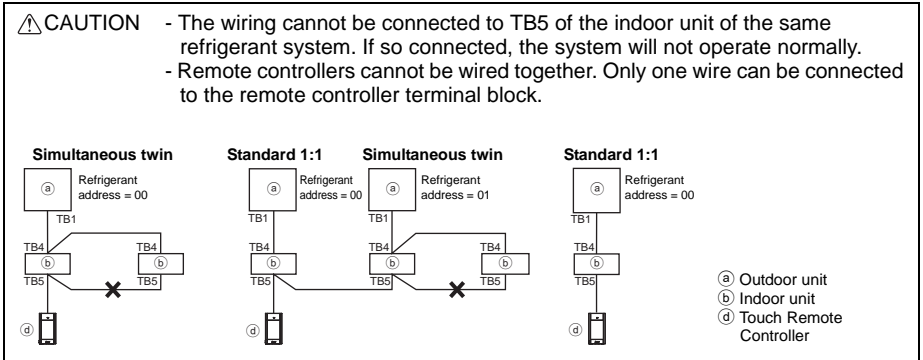 ⚠CAUTION - The wiring cannot be connected to TB5 of the indoor unit of the same
refrigerant system. If so connected, the system will not operate normally.
- Remote controllers cannot be wired together. Only one wire can be connected
to the remote controller terminal block.
Simultaneous twin
ⓐ
Refrigerant
address = 00
TB1
TB4
TB4
ⓑ
ⓑ
TB5
TB5
ⓓ
Standard 1:1
ⓐ
Refrigerant
address = 00
TB1
TB4
ⓑ
TB5
ⓓ
Simultaneous twin
ⓐ
Refrigerant
address = 01
TB1
TB4
TB4
ⓑ
ⓑ
TB5
TB5
Standard 1:1
ⓐ
Refrigerant
address = 00
TB1
TB4
ⓑ
TB5
ⓓ
ⓐ Outdoor unit
ⓑ Indoor unit
ⓓ Touch Remote
Controller